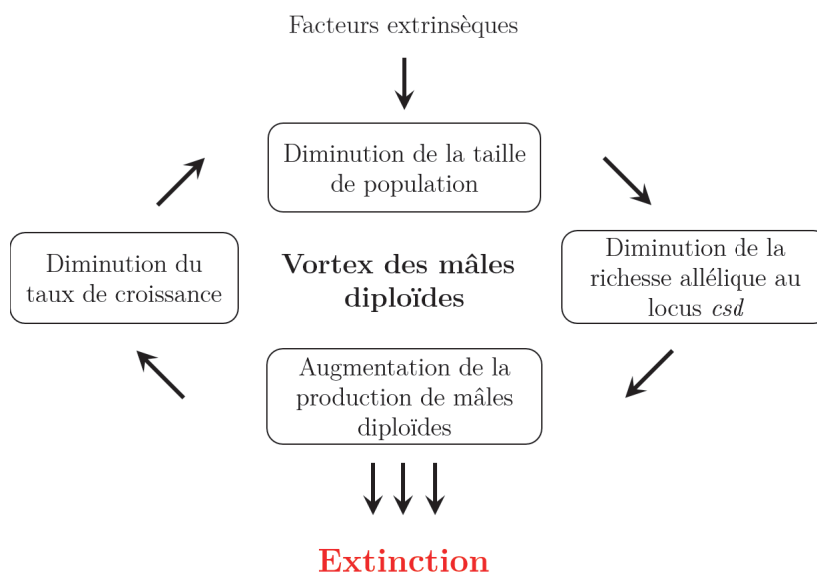 Facteurs extrinsèques
Diminution de la taille
de population
Diminution du
taux de croissance
Vortex des mâles
diploïdes
Diminution de la
richesse allélique au
locus csd
Augmentation de la
production de mâles
diploïdes
Extinction